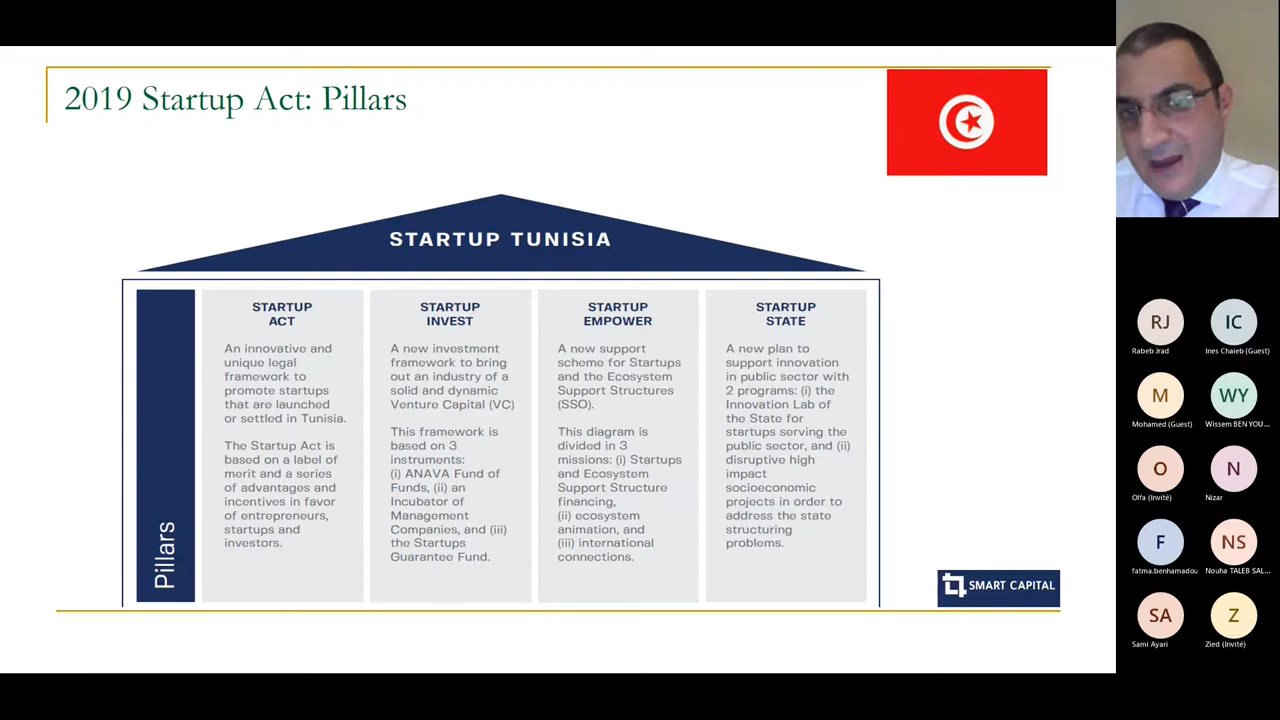 2019 Startup Act: Pillars
STARTUP TUNISIA
Pillars
STARTUP
ACT
An innovative and
unique legal
framework to
promote startups
that are launched
or settled in Tunisia.
The Startup Act is
based on a label of
merit and a series
of advantages and
incentives in favor
of entrepreneurs,
startups and
investors.
STARTUP
INVEST
A new investment
framework to bring
out an industry of a
solid and dynamic
Venture Capital (VC)
This framework is
based on 3
instruments:
(i) ANAVA Fund of
Funds, (ii) an
Incubator of
Management
Companies, and (iii)
the Startups
Guarantee Fund.
STARTUP
EMPOWER
A new support
scheme for Startups
and the Ecosystem
Support Structures
(SSO).
This diagram is
divided in 3
missions: (i) Startups
and Ecosystem
Support Structure
financing,
(ii) ecosystem
animation, and
(iii) international
connections.
STARTUP
STATE
A new plan to
support innovation
in public sector with
2 programs: (i) the
Innovation Lab of
the State for
startups serving the
public sector, and (ii)
disruptive high
impact
socioeconomic
projects in order to
address the state
structuring
problems.
SMART CAPITAL
RJ
Rabeb Jrad
IC
Ines Chaieb (Guest)
M
Mohamed (Guest)
WY
Wissem BEN YOU...
O
Olfa (Invité)
N
Nizar
F
fatma.benhamadou
NS
Nouha TALEB SAL...
SA
Sami Ayari
Z
Zied (Invité)